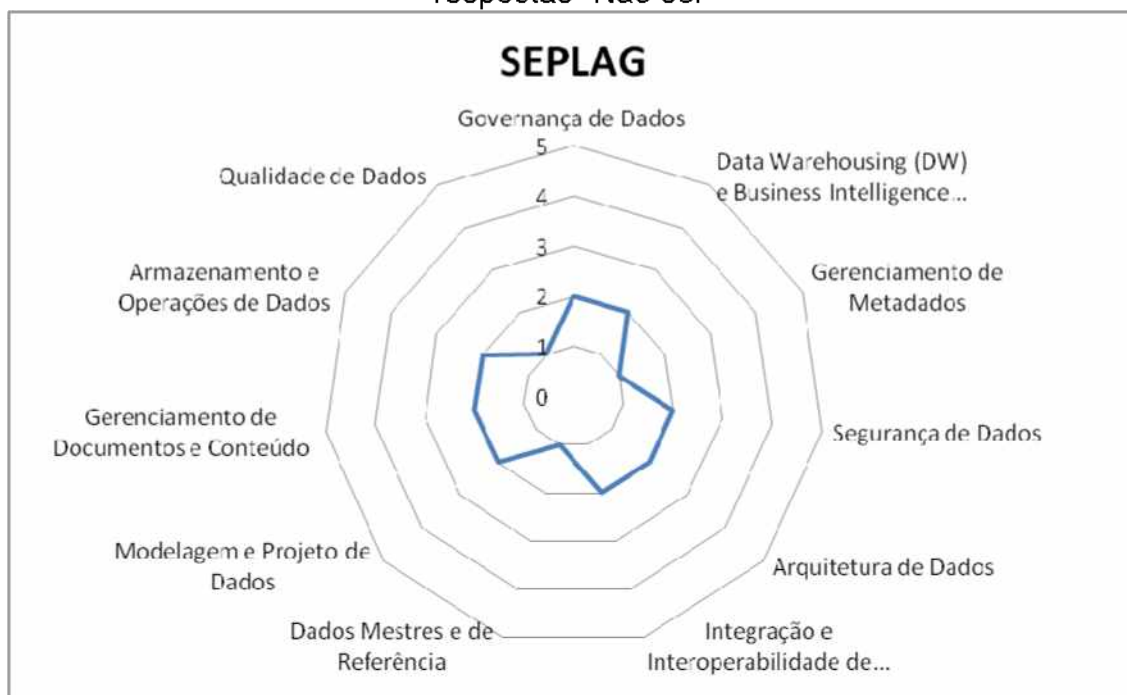 SEPLAG
Governança de Dados
5
Data Warehousing (DW)
e Business Intelligence...
Qualidade de Dados
4
3
Gerenciamento de
Metadados
Armazenamento e
Operações de Dados
2
1
0
Gerenciamento de
Documentos e Conteúdo
Segurança de Dados
Modelagem e Projeto de
Dados
Arquitetura de Dados
Dados Mestres e de
Referência
Integração e
Interoperabilidade de...